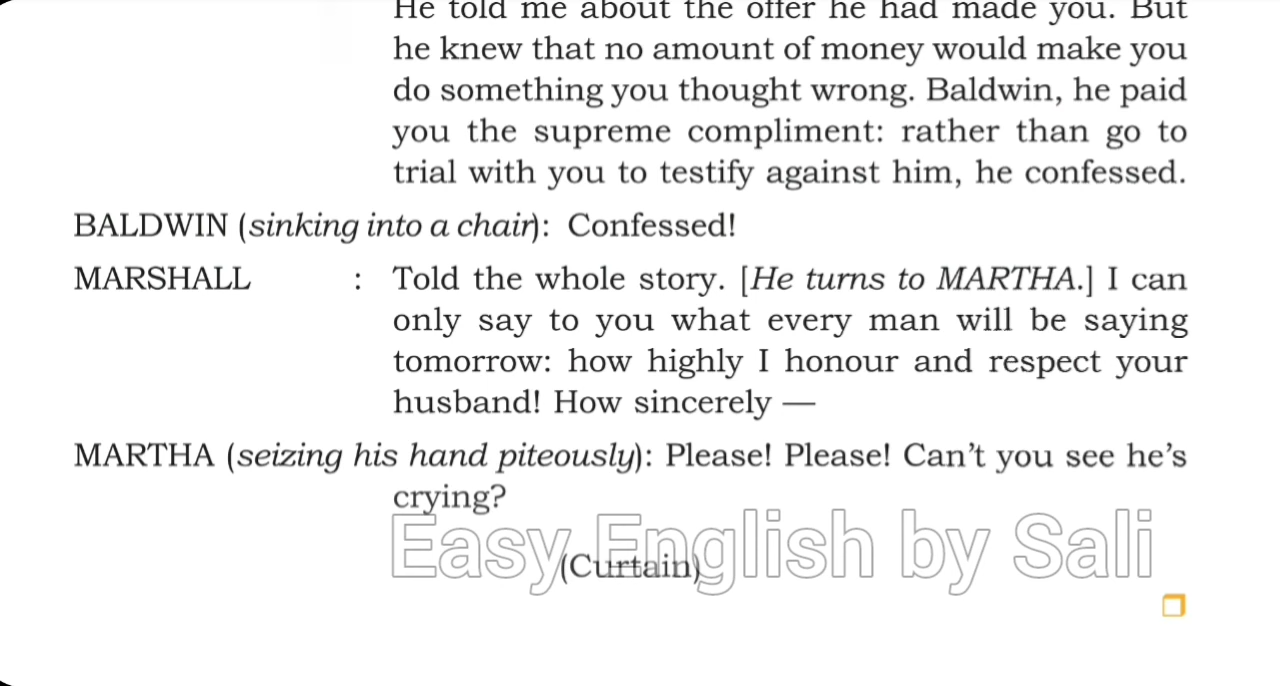 He told me about the offer he had made you. But
he knew that no amount of money would make you
do something you thought wrong. Baldwin, he paid
you the supreme compliment: rather than go to
trial with you to testify against him, he confessed.
BALDWIN (sinking into a chair): Confessed!
MARSHALL : Told the whole story. [He turns to MARTHA.] I can
only say to you what every man will be saying
tomorrow: how highly I honour and respect your
husband! How sincerely —
MARTHA (seizing his hand piteously): Please! Please! Can't you see he's
crying?
Easy English by Sali
(Curtain)